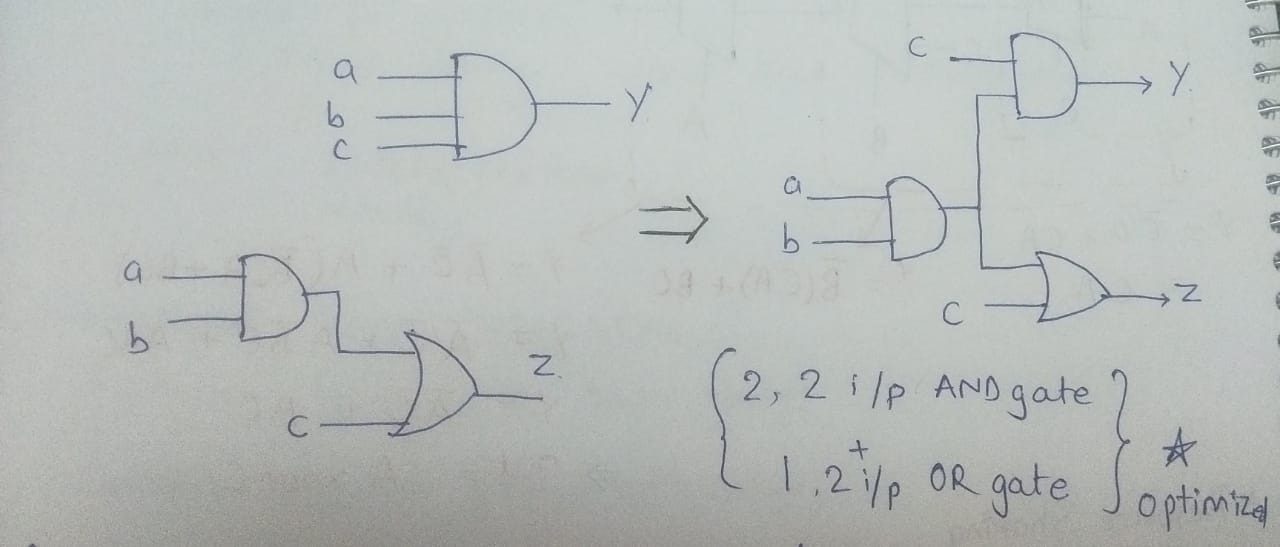 a
b
c
Y
a
b
c
Z.
⇒
c
Y.
a
b
c
Z
2, 2 i/p AND gate
+
1, 2 i/p OR gate
☆
optimized